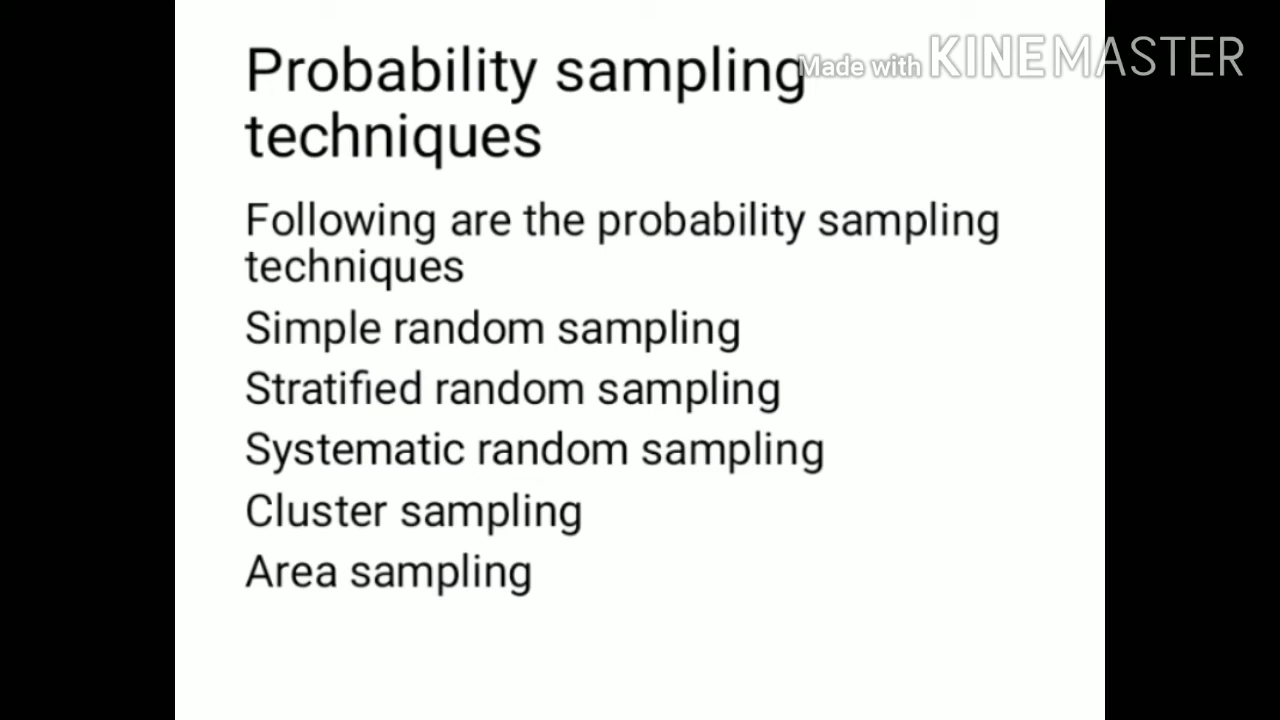 Probability sampling
Made with KINEMASTER
techniques
Following are the probability sampling
techniques
Simple random sampling
Stratified random sampling
Systematic random sampling
Cluster sampling
Area sampling